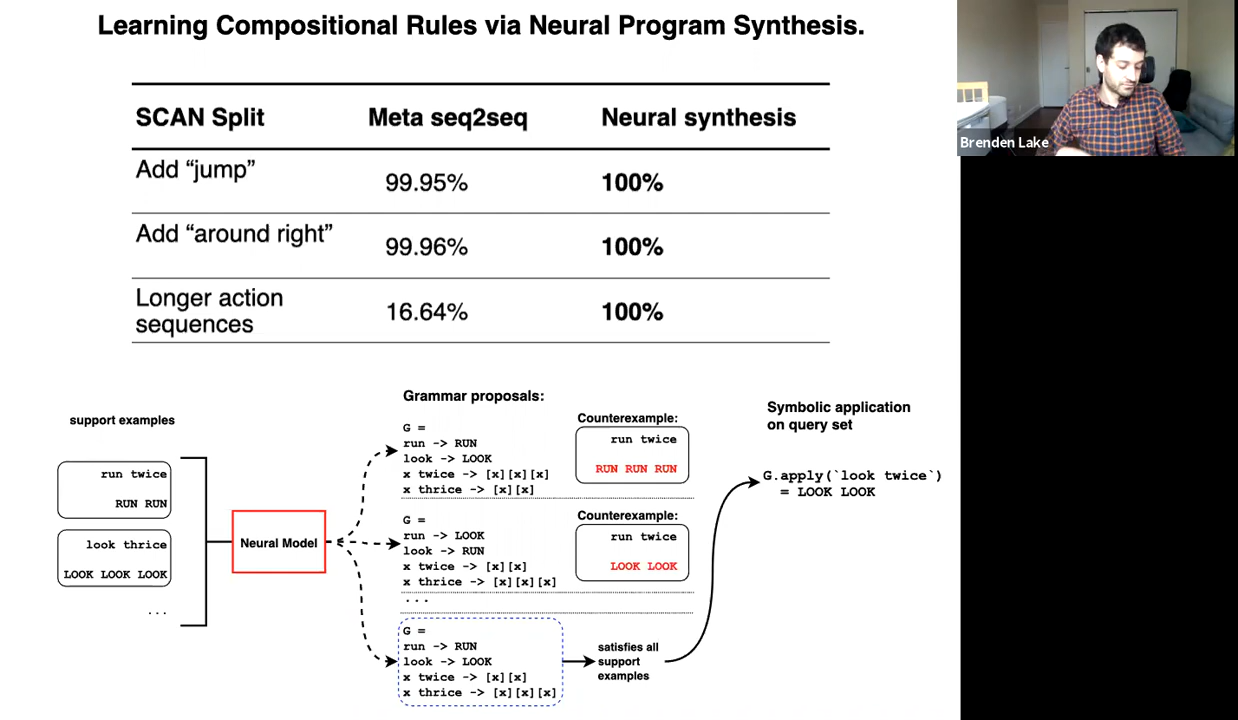 Learning Compositional Rules via Neural Program Synthesis.
Brenden Lake
SCAN Split Meta seq2seq Neural synthesis
Add “jump” 99.95% 100%
Add “around right” 99.96% 100%
Longer action
sequences 16.64% 100%
support examples
run twice
RUN RUN
look thrice
LOOK LOOK LOOK
...
Neural Model
Grammar proposals:
G =
run -> RUN
look -> LOOK
x twice -> [x][x][x]
x thrice -> [x][x]
Counterexample:
run twice
RUN RUN RUN
G =
run -> LOOK
look -> RUN
x twice -> [x][x]
x thrice -> [x][x][x]
Counterexample:
run twice
LOOK LOOK
...
G =
run -> RUN
look -> LOOK
x twice -> [x][x]
x thrice -> [x][x][x]
satisfies all
support
examples
Symbolic application
on query set
G.apply(`look twice`)
= LOOK LOOK